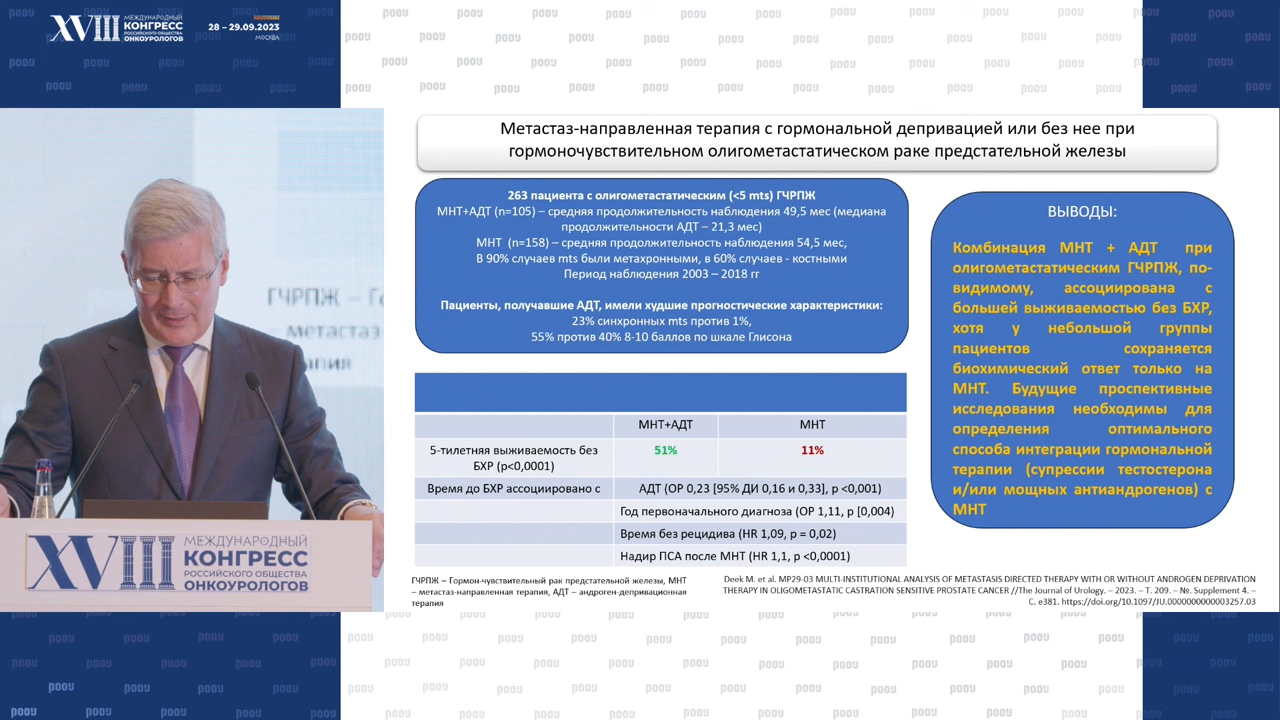 XVIII МЕЖДУНАРОДНЫЙ
КОНГРЕСС
РОССИЙСКОГО ОБЩЕСТВА
ОНКОУРОЛОГОВ
28 – 29.09.2023
МОСКВА
Метастаз-направленная терапия с гормональной депривацией или без нее при
гормоночувствительном олигометастатическом раке предстательной железы
263 пациента с олигометастатическим (<5 mts) ГЧРПЖ
МНТ+АДТ (n=105) – средняя продолжительность наблюдения 49,5 мес (медиана
продолжительности АДТ – 21,3 мес)
МНТ (n=158) – средняя продолжительность наблюдения 54,5 мес,
В 90% случаев mts были метахронными, в 60% случаев - костными
Период наблюдения 2003 – 2018 гг
Пациенты, получавшие АДТ, имели худшие прогностические характеристики:
23% синхронных mts против 1%,
55% против 40% 8-10 баллов по шкале Глисона
МНТ+АДТ МНТ
5-тилетняя выживаемость без
БХР (p<0,0001) 51% 11%
Время до БХР ассоциировано с АДТ (ОР 0,23 [95% ДИ 0,16 и 0,33], p <0,001)
Год первоначального диагноза (ОР 1,11, p [0,004)
Время без рецидива (HR 1,09, p = 0,02)
Надир ПСА после МНТ (HR 1,1, p <0,0001)
ВЫВОДЫ:
Комбинация МНТ + АДТ при
олигометастатическим ГЧРПЖ, по-
видимому, ассоциирована с
большей выживаемостью без БХР,
хотя у небольшой группы
пациентов сохраняется
биохимический ответ только на
МНТ. Будущие проспективные
исследования необходимы для
определения оптимального
способа интеграции гормональной
терапии (супрессии тестостерона
и/или мощных антиандрогенов) с
МНТ
ГЧРПЖ – Гормон-чувствительный рак предстательной железы, МНТ
– метастаз-направленная терапия, АДТ – андроген-депривационная
терапия
Deek M. et al. MP29-03 MULTI-INSTITUTIONAL ANALYSIS OF METASTASIS DIRECTED THERAPY WITH OR WITHOUT ANDROGEN DEPRIVATION
THERAPY IN OLIGOMETASTATIC CASTRATION SENSITIVE PROSTATE CANCER //The Journal of Urology. – 2023. – Т. 209. – №. Supplement 4. –
С. e381. https://doi.org/10.1097/JU.0000000000003257.03
ГЧРПЖ – Го
– метастаз-
апия
XVIII МЕЖДУНАРОДНЫЙ
КОНГРЕСС
РОССИЙСКОГО ОБЩЕСТВА
ОНКОУРОЛОГОВ